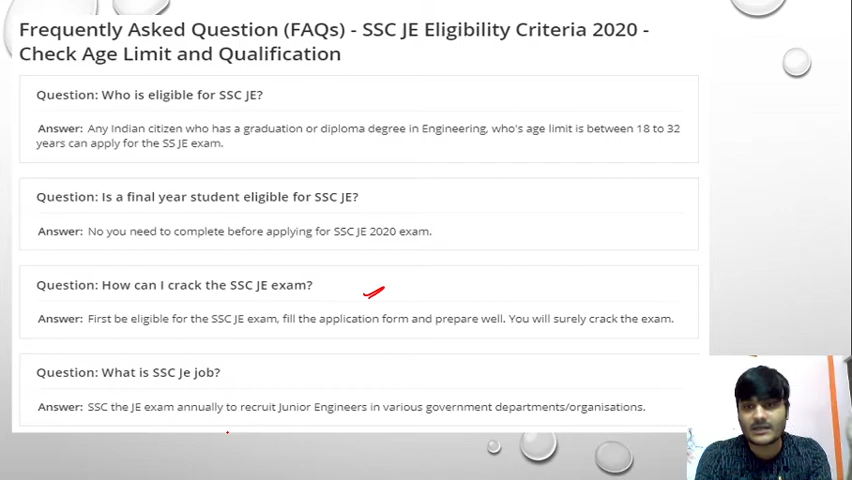 Frequently Asked Question (FAQs) - SSC JE Eligibility Criteria 2020 -
Check Age Limit and Qualification
Question: Who is eligible for SSC JE?
Answer: Any Indian citizen who has a graduation or diploma degree in Engineering, who's age limit is between 18 to 32
years can apply for the SS JE exam.
Question: Is a final year student eligible for SSC JE?
Answer: No you need to complete before applying for SSC JE 2020 exam.
Question: How can I crack the SSC JE exam?
Answer: First be eligible for the SSC JE exam, fill the application form and prepare well. You will surely crack the exam.
Question: What is SSC Je job?
Answer: SSC the JE exam annually to recruit Junior Engineers in various government departments/organisations.